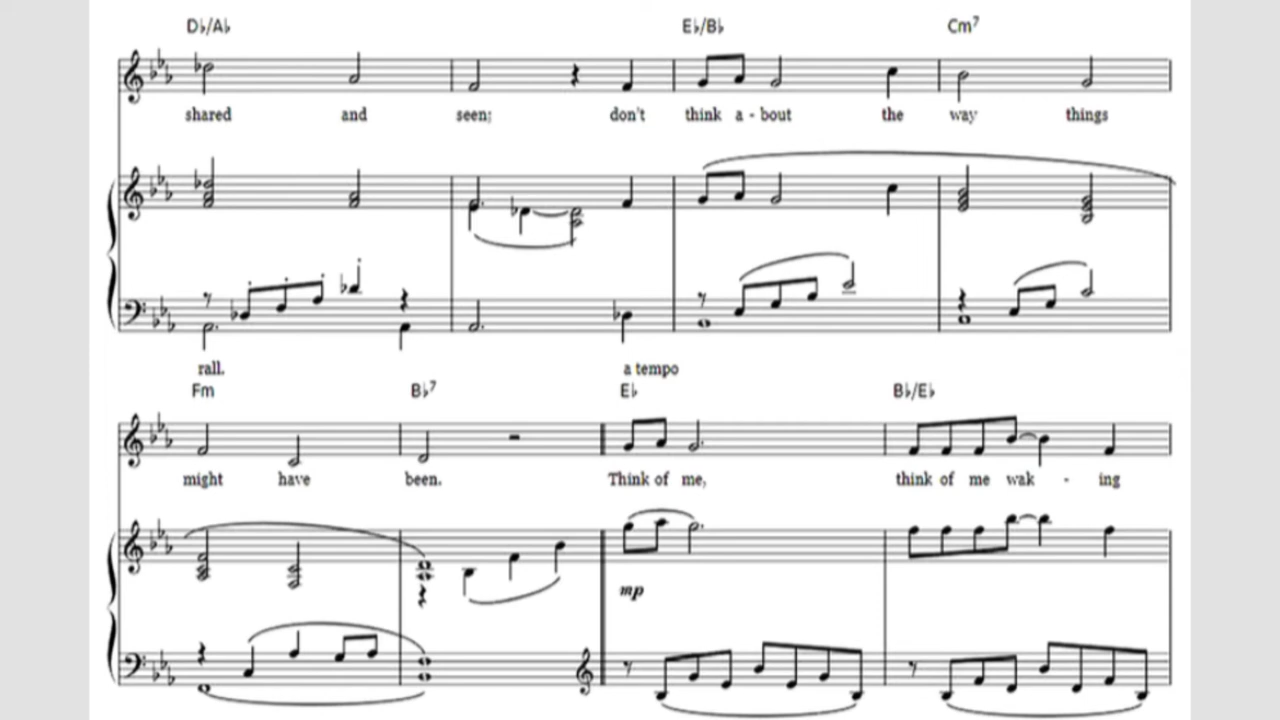 D♭/A♭ E♭/B♭ Cm7
shared and seen; don't think a - bout the way things
rall. a tempo
Fm B♭7 E♭ B♭/E♭
might have been. Think of me, think of me wak - ing
mp